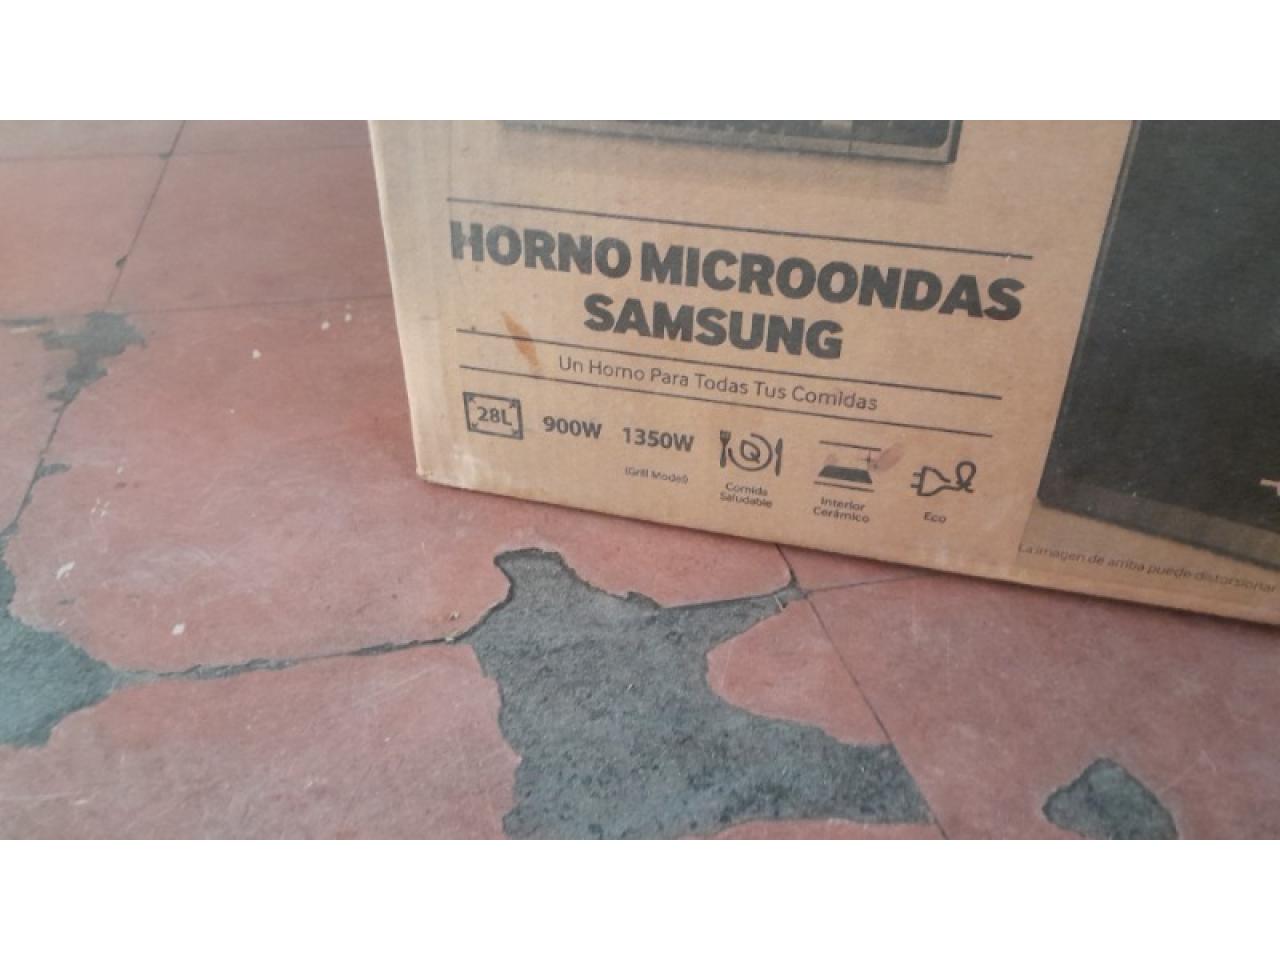 HORNO MICROONDAS
SAMSUNG
Un Horno Para Todas Tus Comidas
28L 900W 1350W
(Grill Model)
Comida
Saludable
Interior
Cerámico
Eco
La imagen de arriba puede distorsionar